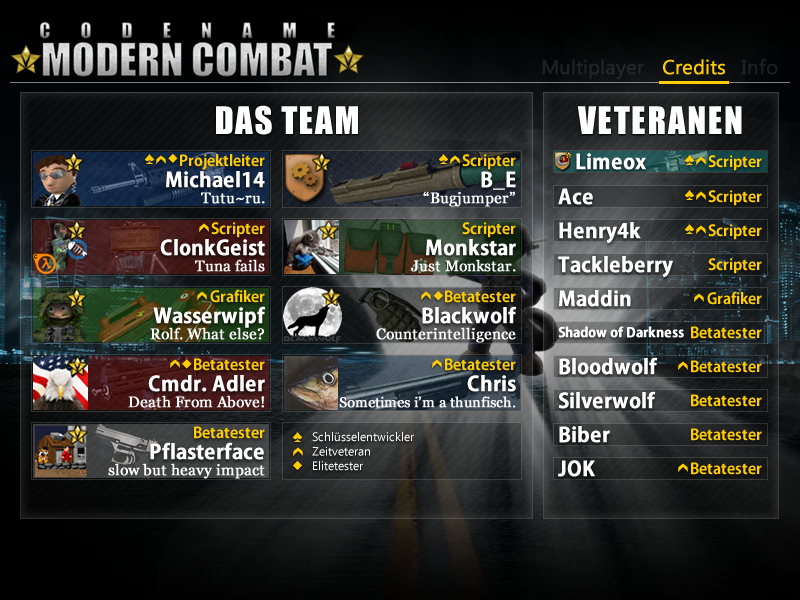 CODENAME
MODERN COMBAT
Multiplayer Credits Info
DAS TEAM
Projektleiter
Michael14
Tutu~ru.
Scripter
B_E
“Bugjumper”
Scripter
ClonkGeist
Tuna fails
Scripter
Monkstar
Just Monkstar.
Grafiker
Wasserwipf
Rolf. What else?
Betatester
Blackwolf
Counterintelligence
Betatester
Cmdr. Adler
Death From Above!
Betatester
Chris
Sometimes i'm a thunfisch.
Betatester
Pflasterface
slow but heavy impact
Schlüsselentwickler
Zeitveteran
Elitetester
VETERANEN
Limeox Scripter
Ace Scripter
Henry4k Scripter
Tackleberry Scripter
Maddin Grafiker
Shadow of Darkness Betatester
Bloodwolf Betatester
Silverwolf Betatester
Biber Betatester
JOK Betatester